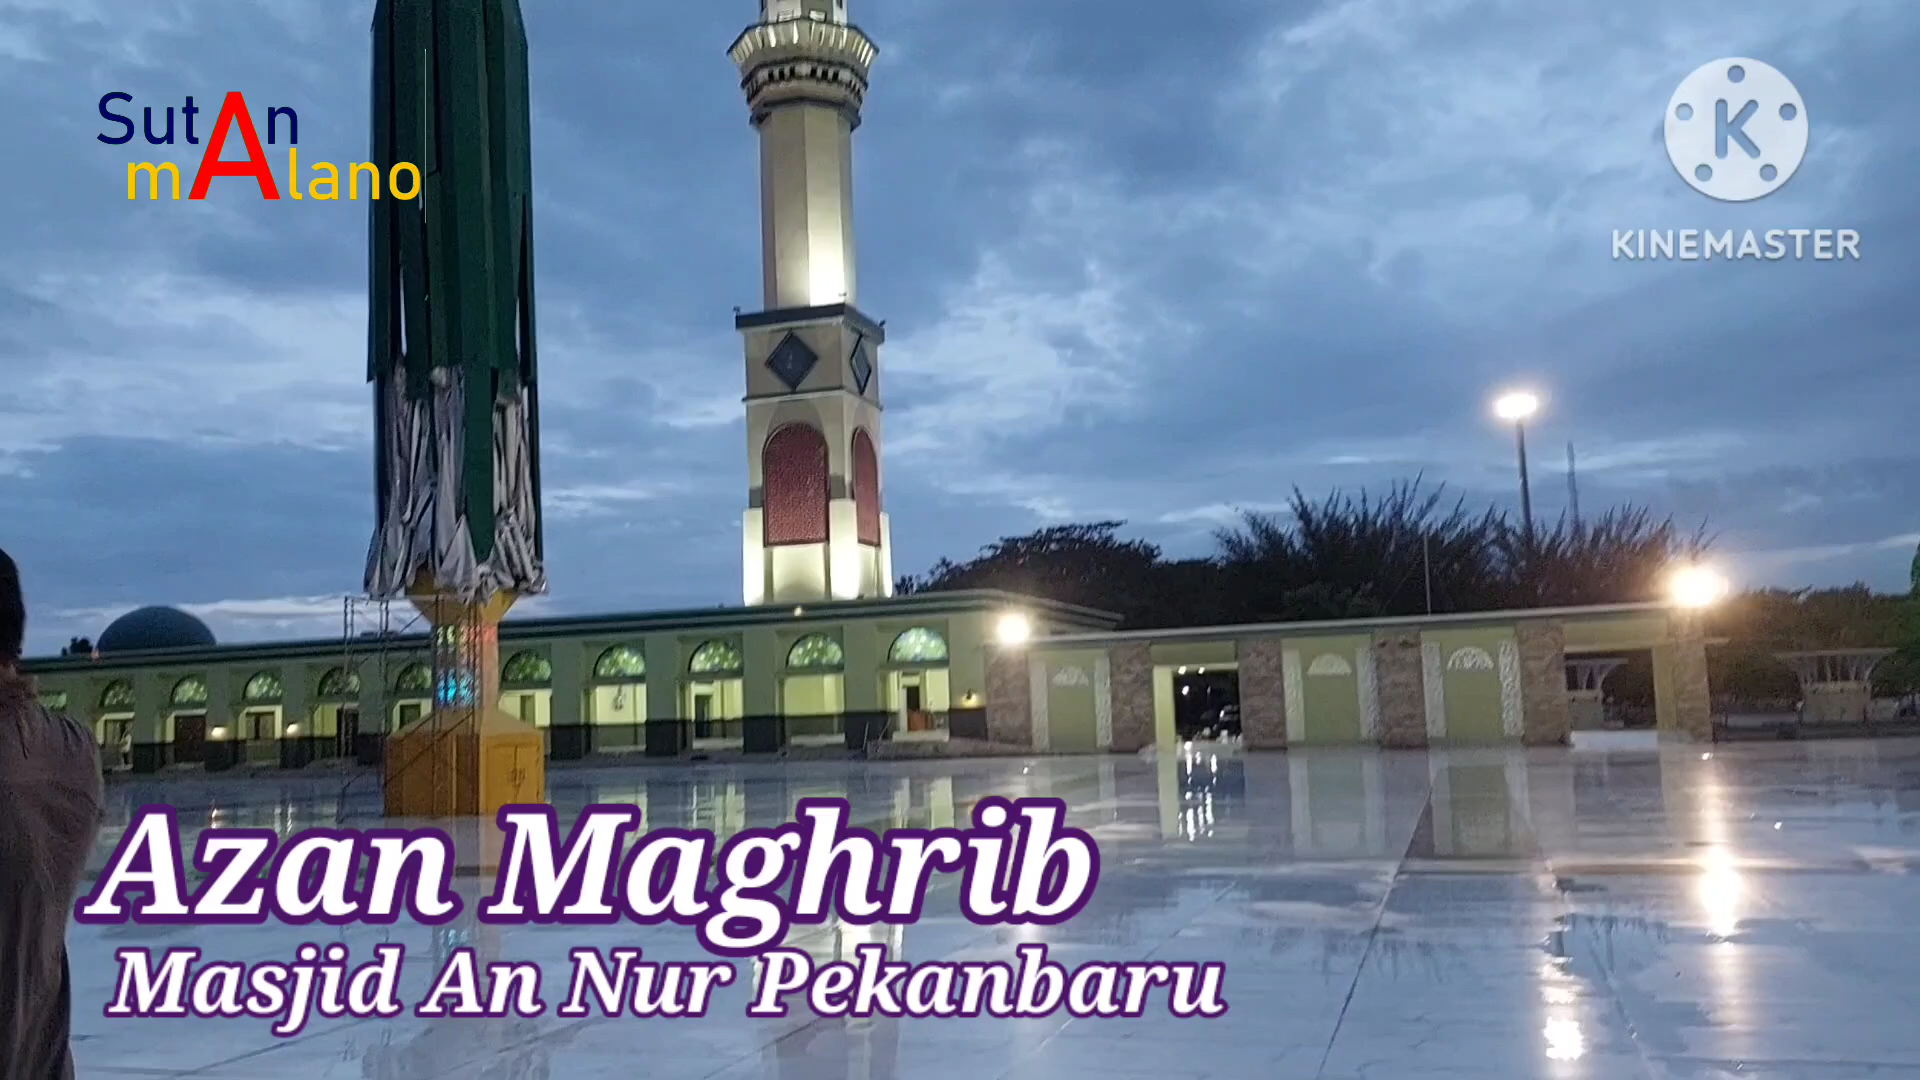 SutAn
mAlano
K
KINEMASTER
Azan Maghrib
Masjid An Nur Pekanbaru